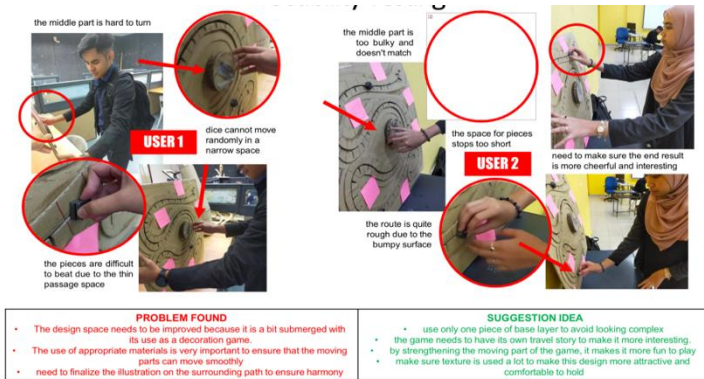 the middle part is hard to turn
the middle part is
too bulky and
doesn't match
USER 1
dice cannot move
randomly in a
narrow space
the space for pieces
stops too short
USER 2
need to make sure the end result
is more cheerful and interesting
the route is quite
rough due to the
bumpy surface
the pieces are difficult
to beat due to the thin
passage space
PROBLEM FOUND
• The design space needs to be improved because it is a bit submerged with
its use as a decoration game.
• The use of appropriate materials is very important to ensure that the moving
parts can move smoothly
• need to finalize the illustration on the surrounding path to ensure harmony
SUGGESTION IDEA
• use only one piece of base layer to avoid looking complex
• the game needs to have its own travel story to make it more interesting.
• by strengthening the moving part of the game, it makes it more fun to play
• make sure texture is used a lot to make this design more attractive and
comfortable to hold